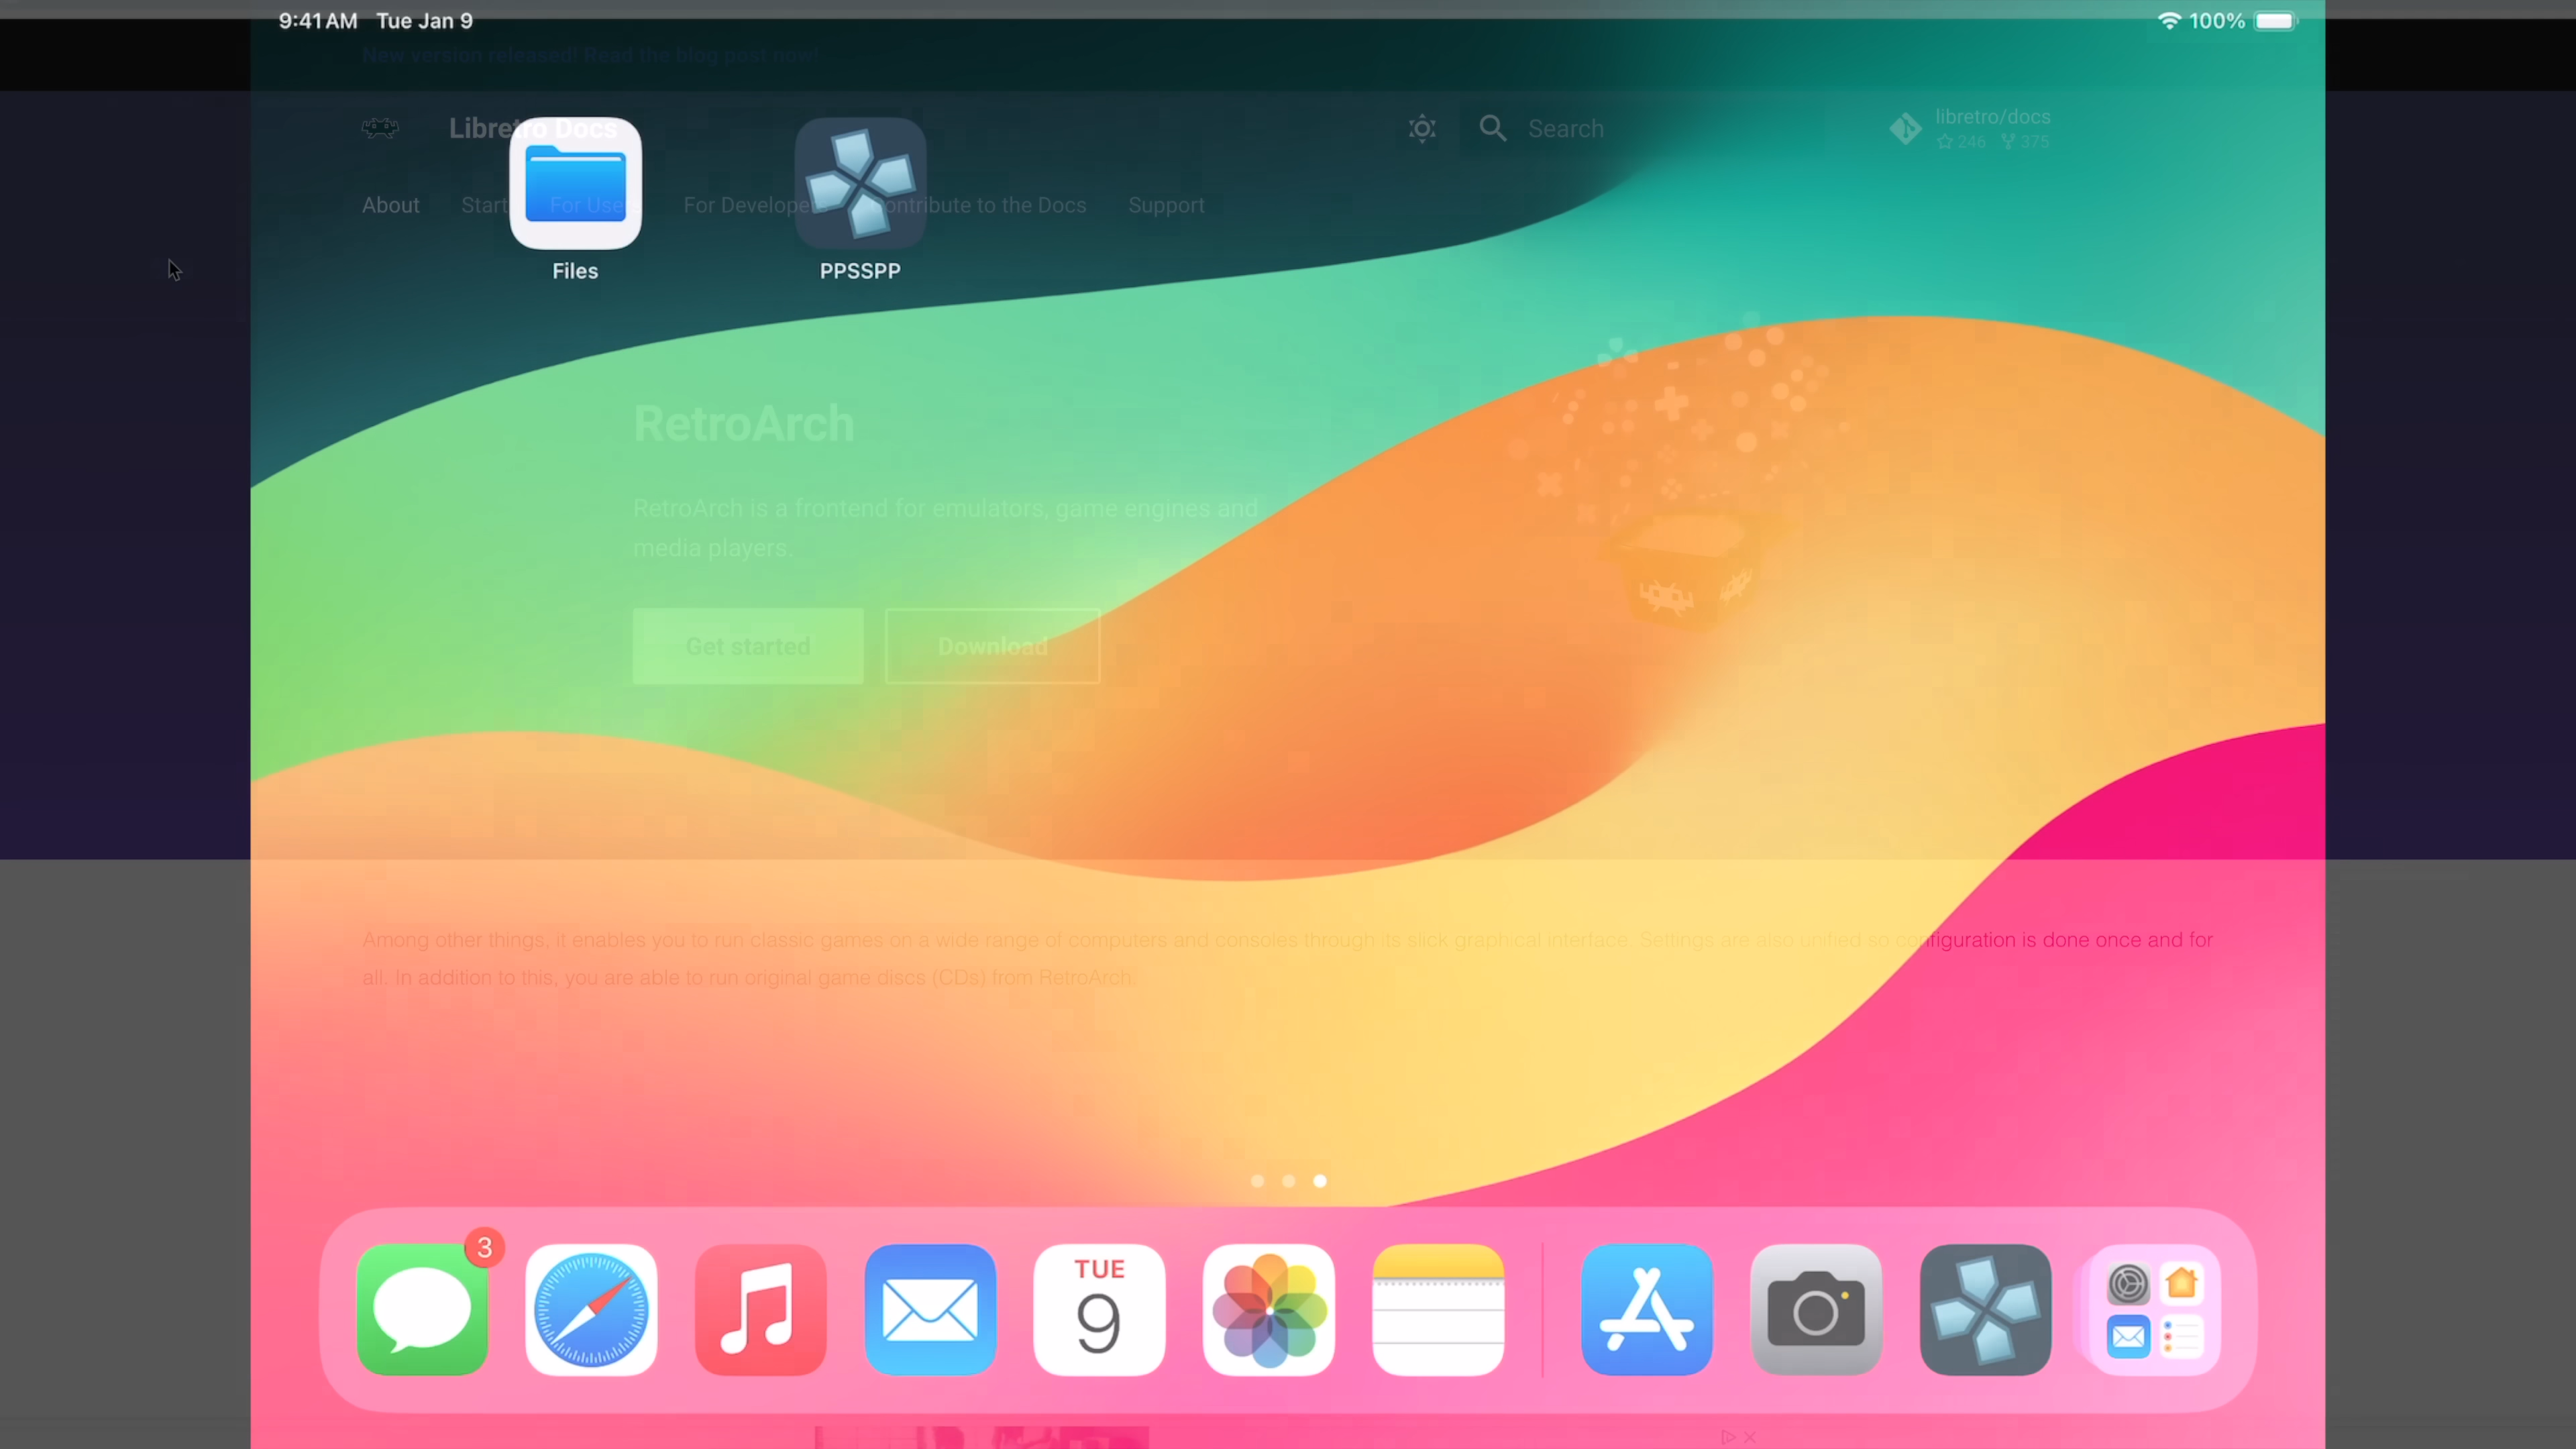 9:41 AM Tue Jan 9
100%
New version released! Read the blog post now!
Libretro Docs
Search
libretro/docs
246 375
About Start For Use For Develope ontribute to the Docs Support
Files
PPSSPP
RetroArch
RetroArch is a frontend for emulators, game engines and
media players.
Get started
Download
Among other things, it enables you to run classic games on a wide range of computers and consoles through its slick graphical interface. Settings are also unified so configuration is done once and for
all. In addition to this, you are able to run original game discs (CDs) from RetroArch.
3
TUE
9